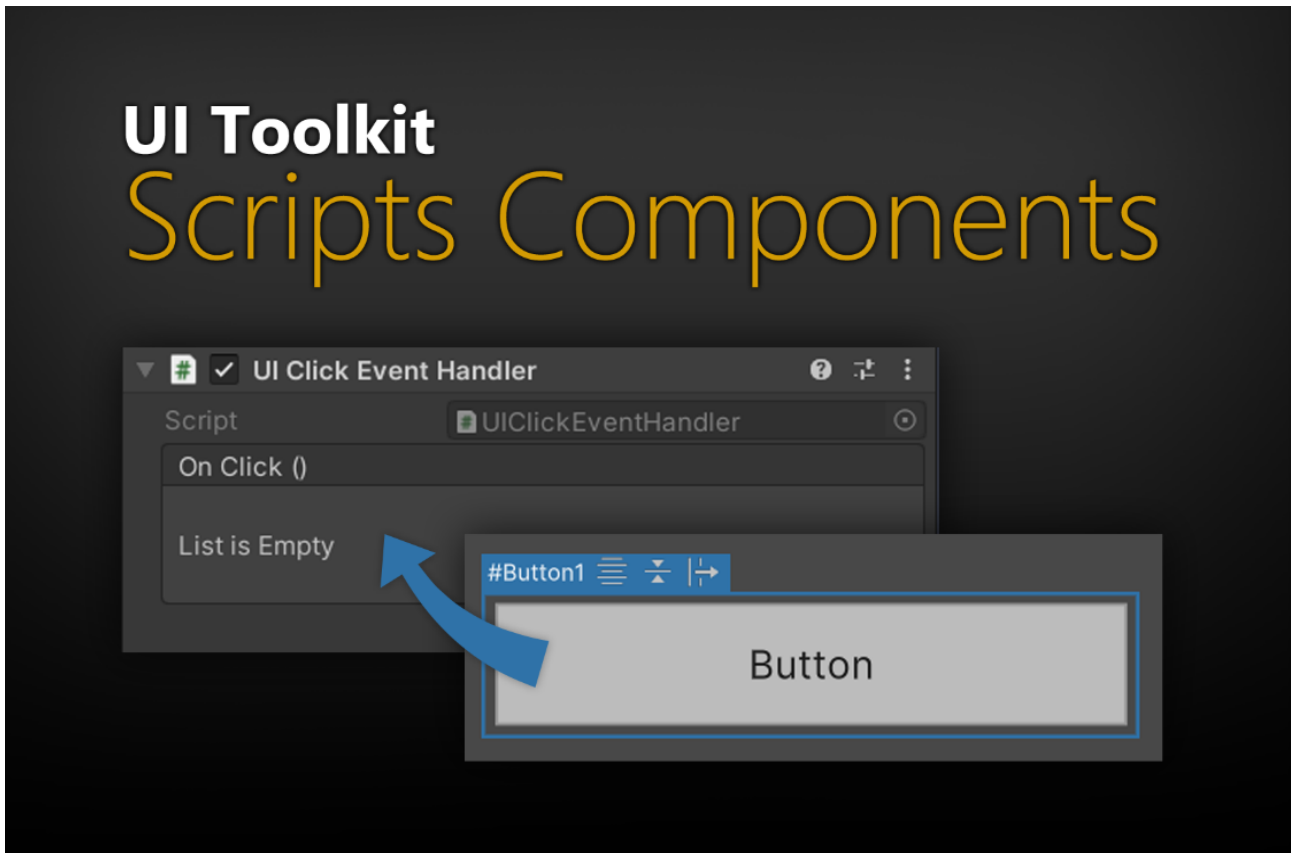 UI Toolkit
Scripts Components
UI Click Event Handler
Script
UIClickEventHandler
On Click ()
List is Empty
#Button1
Button